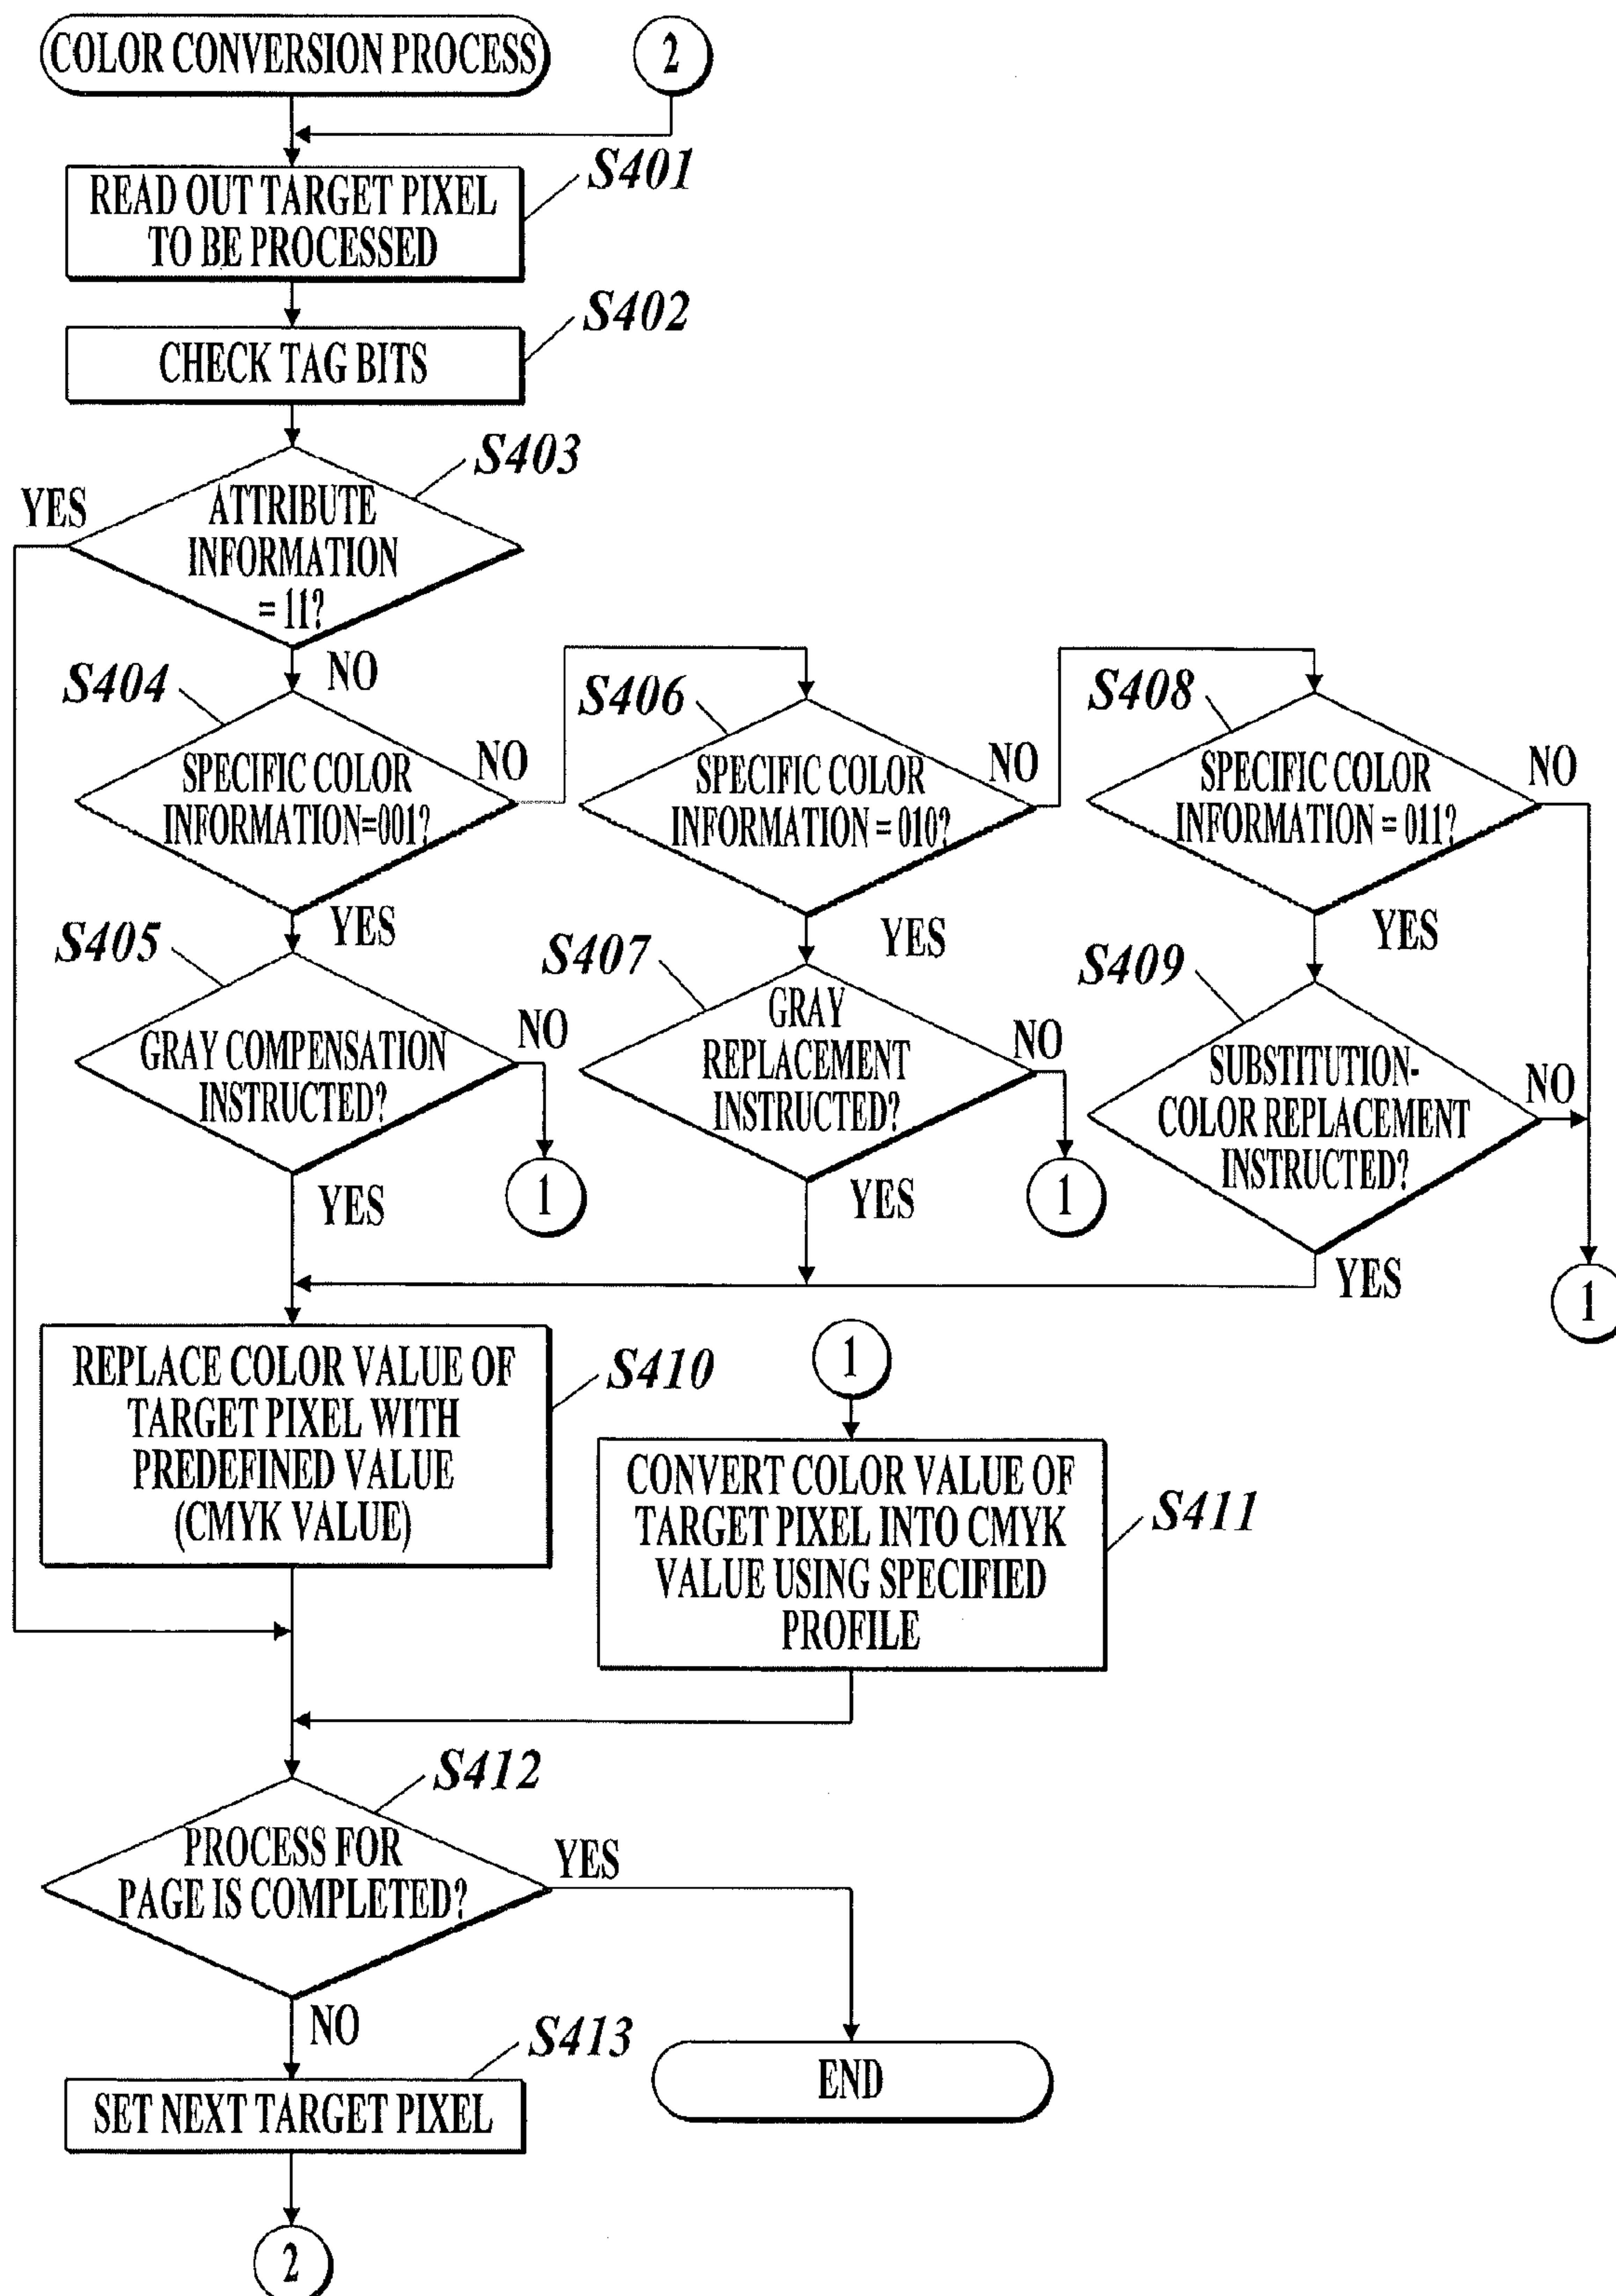 COLOR CONVERSION PROCESS
2
S401
READ OUT TARGET PIXEL
TO BE PROCESSED
S402
CHECK TAG BITS
S403
YES
ATTRIBUTE
INFORMATION
= 11?
NO
S404
SPECIFIC COLOR
INFORMATION=001?
NO
S406
SPECIFIC COLOR
INFORMATION = 010?
NO
S408
SPECIFIC COLOR
INFORMATION = 011?
NO
YES
YES
YES
S405
GRAY COMPENSATION
INSTRUCTED?
NO
1
YES
S407
GRAY
REPLACEMENT
INSTRUCTED?
NO
1
YES
S409
SUBSTITUTION-
COLOR REPLACEMENT
INSTRUCTED?
NO
YES
1
REPLACE COLOR VALUE OF
TARGET PIXEL WITH
PREDEFINED VALUE
(CMYK VALUE)
S410
1
CONVERT COLOR VALUE OF
TARGET PIXEL INTO CMYK
VALUE USING SPECIFIED
PROFILE
S411
S412
PROCESS FOR
PAGE IS COMPLETED?
YES
NO
S413
SET NEXT TARGET PIXEL
END
2